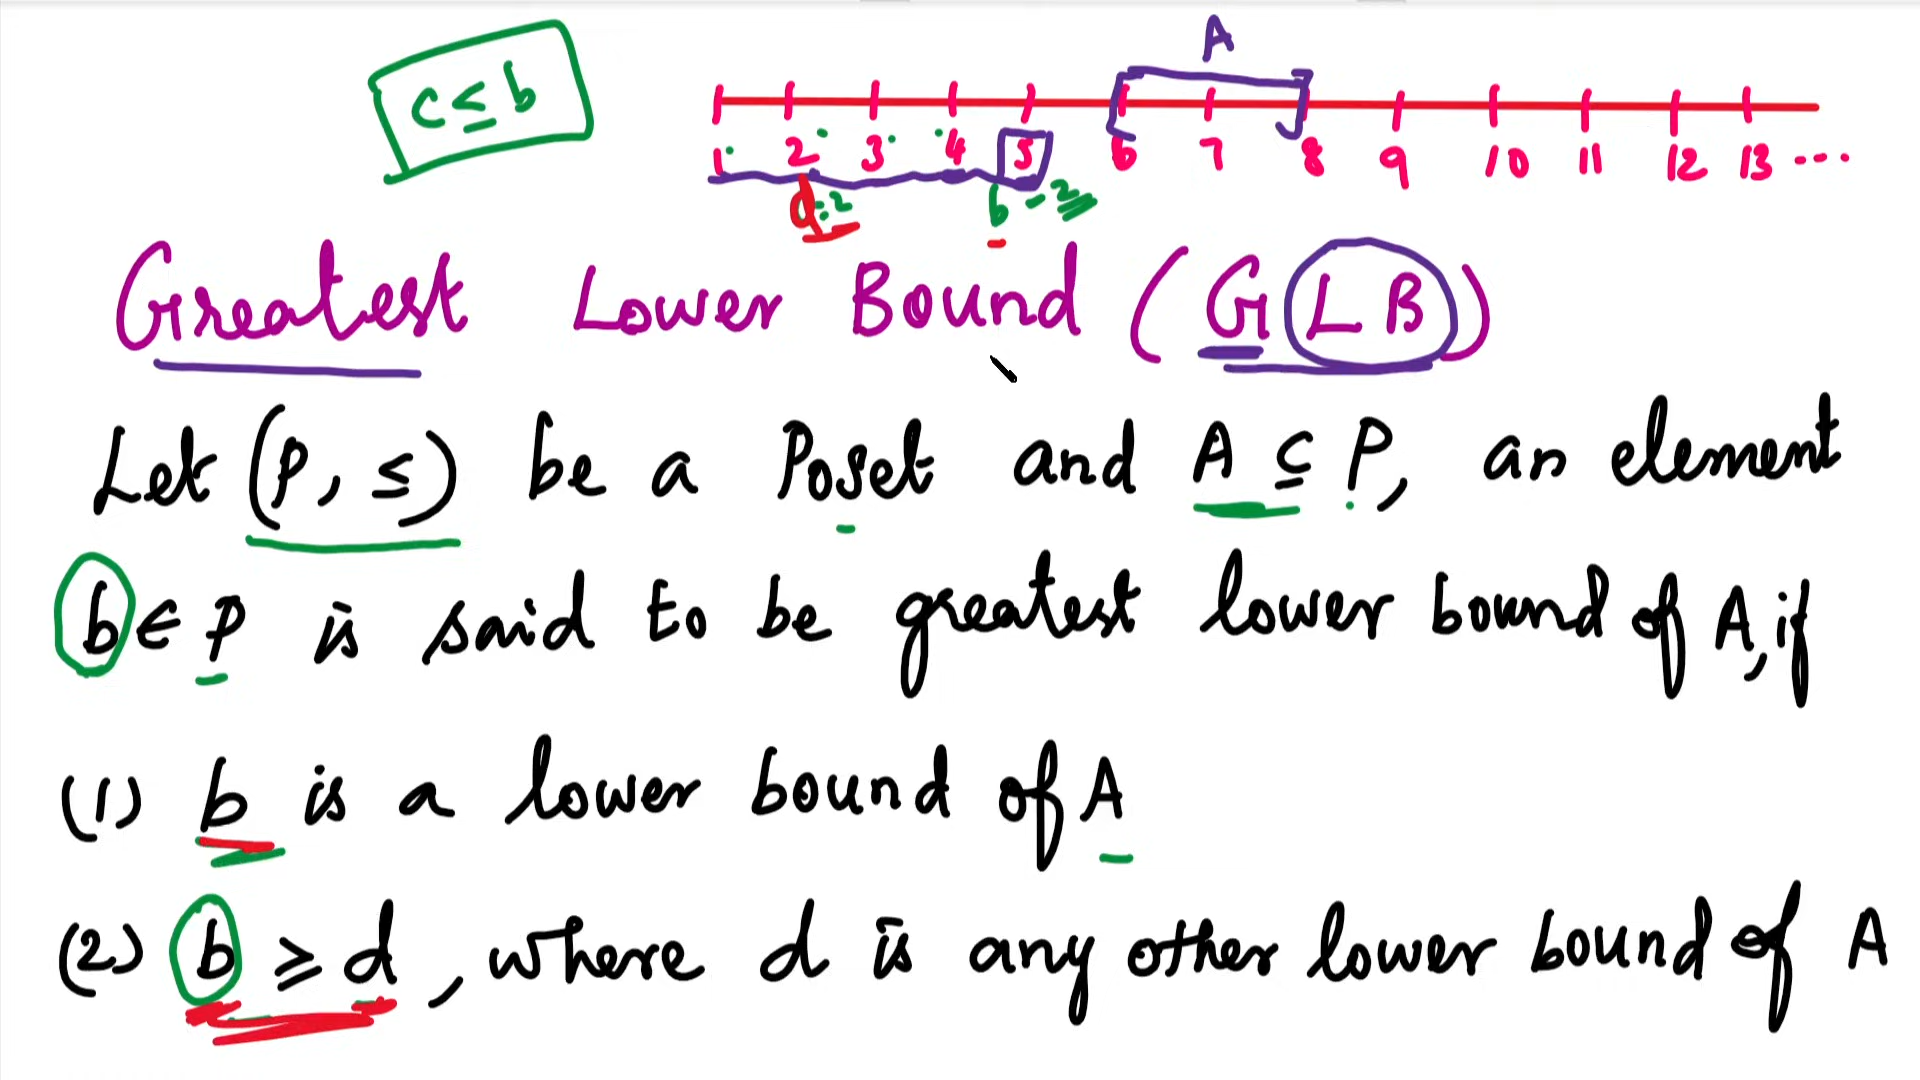 A
c ≤ b
1 2 3 4 5 6 7 8 9 10 11 12 13 ...
d : 2 b - 2
Greatest Lower Bound (GLB)
Let (P, ≤) be a Poset and A ⊆ P, an element
b ∈ P is said to be greatest lower bound of A, if
(1) b is a lower bound of A
(2) b ≥ d, where d is any other lower bound of A